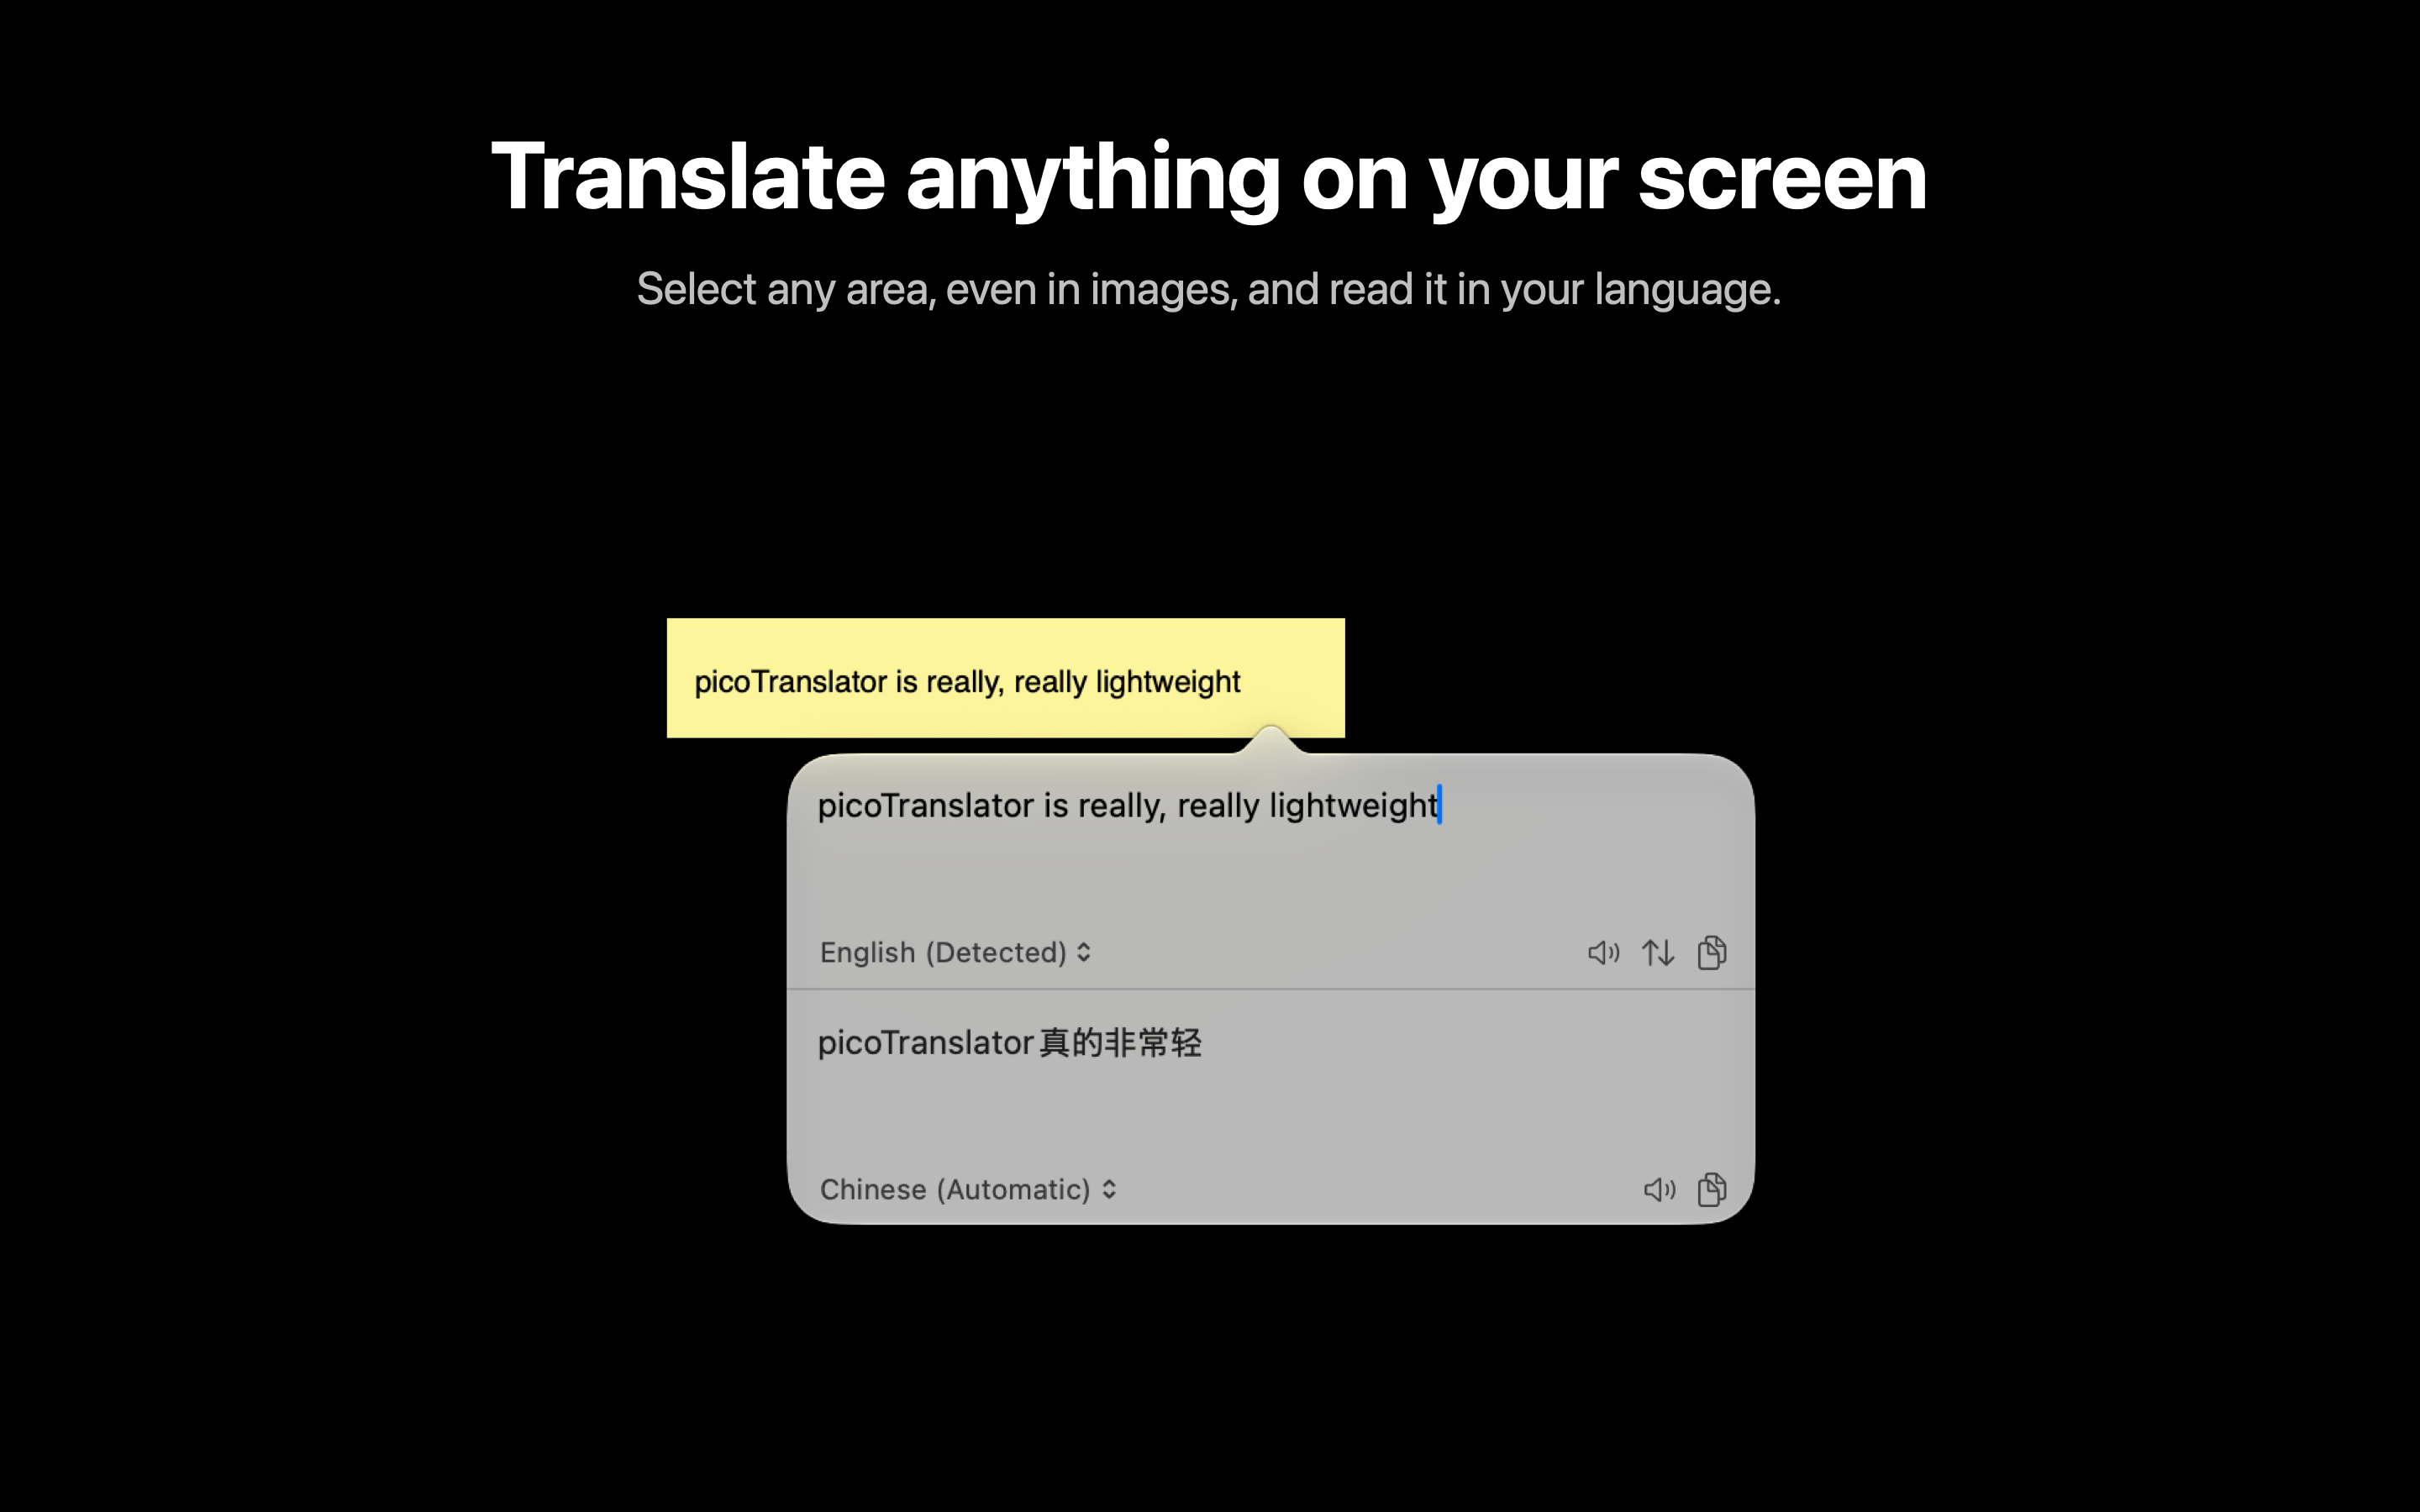 Translate anything on your screen
Select any area, even in images, and read it in your language.
picoTranslator is really, really lightweight
picoTranslator is really, really lightweight
English (Detected)
picoTranslator真的非常轻
Chinese (Automatic)